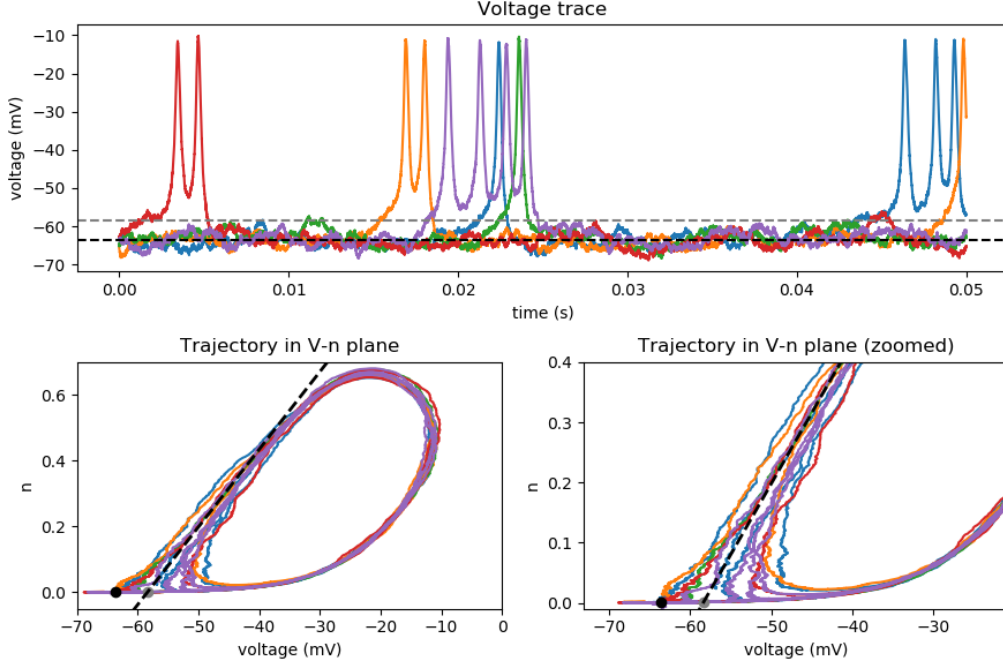 Voltage trace
voltage (mV)
−10
−20
−30
−40
−50
−60
−70
0.00 0.01 0.02 0.03 0.04 0.05
time (s)
Trajectory in V-n plane
n
0.6
0.4
0.2
0.0
−70 −60 −50 −40 −30 −20 −10 0
voltage (mV)
Trajectory in V-n plane (zoomed)
n
0.4
0.3
0.2
0.1
0.0
−70 −60 −50 −40 −30
voltage (mV)